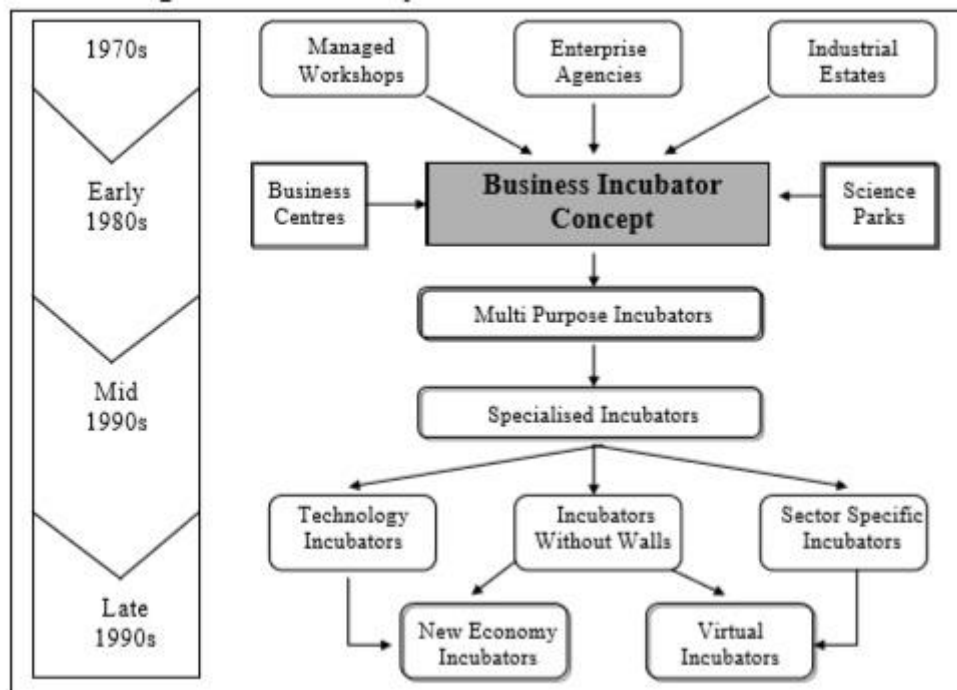 1970s
Managed
Workshops
Enterprise
Agencies
Industrial
Estates
Early
1980s
Business
Centres
Business Incubator
Concept
Science
Parks
Multi Purpose Incubators
Mid
1990s
Specialised Incubators
Technology
Incubators
Incubators
Without Walls
Sector Specific
Incubators
Late
1990s
New Economy
Incubators
Virtual
Incubators